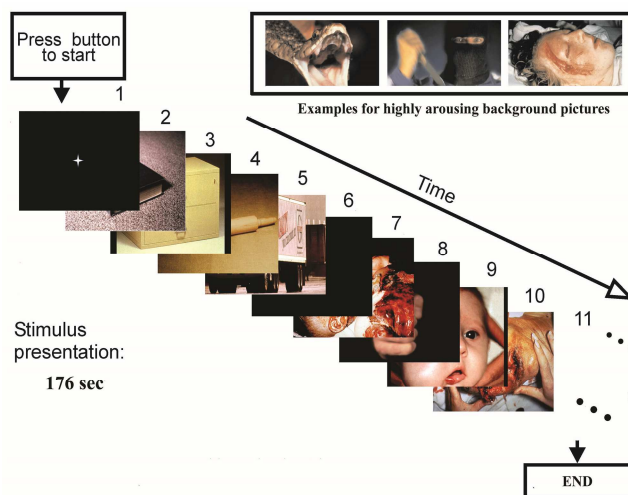 Press button
to start
Examples for highly arousing background pictures
1
2
3
4
5
6
7
8
9
10
11
Time
Stimulus
presentation:
176 sec
END